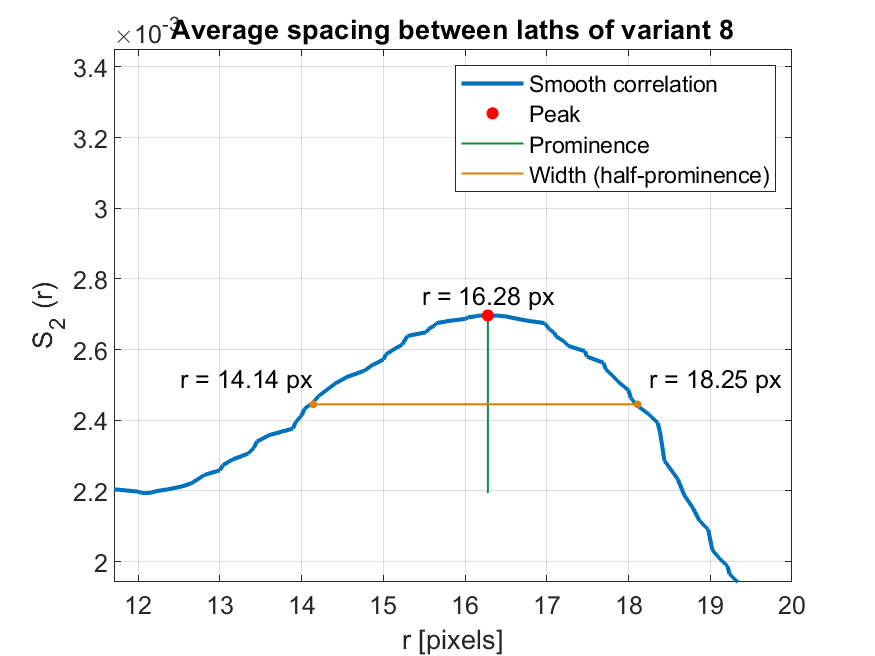 ×10-3
Average spacing between laths of variant 8
3.4
3.2
3
2.8
2.6
2.4
2.2
2
S2 (r)
Smooth correlation
Peak
Prominence
Width (half-prominence)
r = 16.28 px
r = 14.14 px
r = 18.25 px
12 13 14 15 16 17 18 19 20
r [pixels]